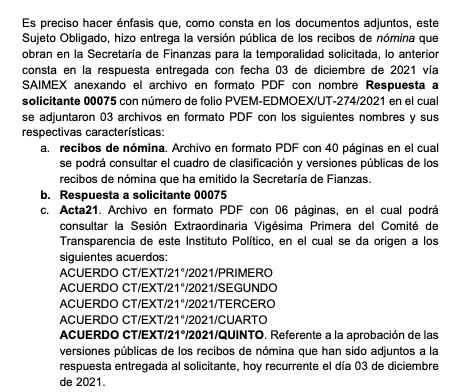 Es preciso hacer énfasis que, como consta en los documentos adjuntos, este
Sujeto Obligado, hizo entrega la versión pública de los recibos de nómina que
obran en la Secretaría de Finanzas para la temporalidad solicitada, lo anterior
consta en la respuesta entregada con fecha 03 de diciembre de 2021 vía
SAIMEX anexando el archivo en formato PDF con nombre Respuesta a
solicitante 00075 con número de folio PVEM-EDMOEX/UT-274/2021 en el cual
se adjuntaron 03 archivos en formato PDF con los siguientes nombres y sus
respectivas características:
a. recibos de nómina. Archivo en formato PDF con 40 páginas en el cual
se podrá consultar el cuadro de clasificación y versiones públicas de los
recibos de nómina que ha emitido la Secretaría de Fianzas.
b. Respuesta a solicitante 00075
c. Acta21. Archivo en formato PDF con 06 páginas, en el cual podrá
consultar la Sesión Extraordinaria Vigésima Primera del Comité de
Transparencia de este Instituto Político, en el cual se da origen a los
siguientes acuerdos:
ACUERDO CT/EXT/21°/2021/PRIMERO
ACUERDO CT/EXT/21°/2021/SEGUNDO
ACUERDO CT/EXT/21°/2021/TERCERO
ACUERDO CT/EXT/21°/2021/CUARTO
ACUERDO CT/EXT/21°/2021/QUINTO. Referente a la aprobación de las
versiones públicas de los recibos de nómina que han sido adjuntos a la
respuesta entregada al solicitante, hoy recurrente el día 03 de diciembre
de 2021.